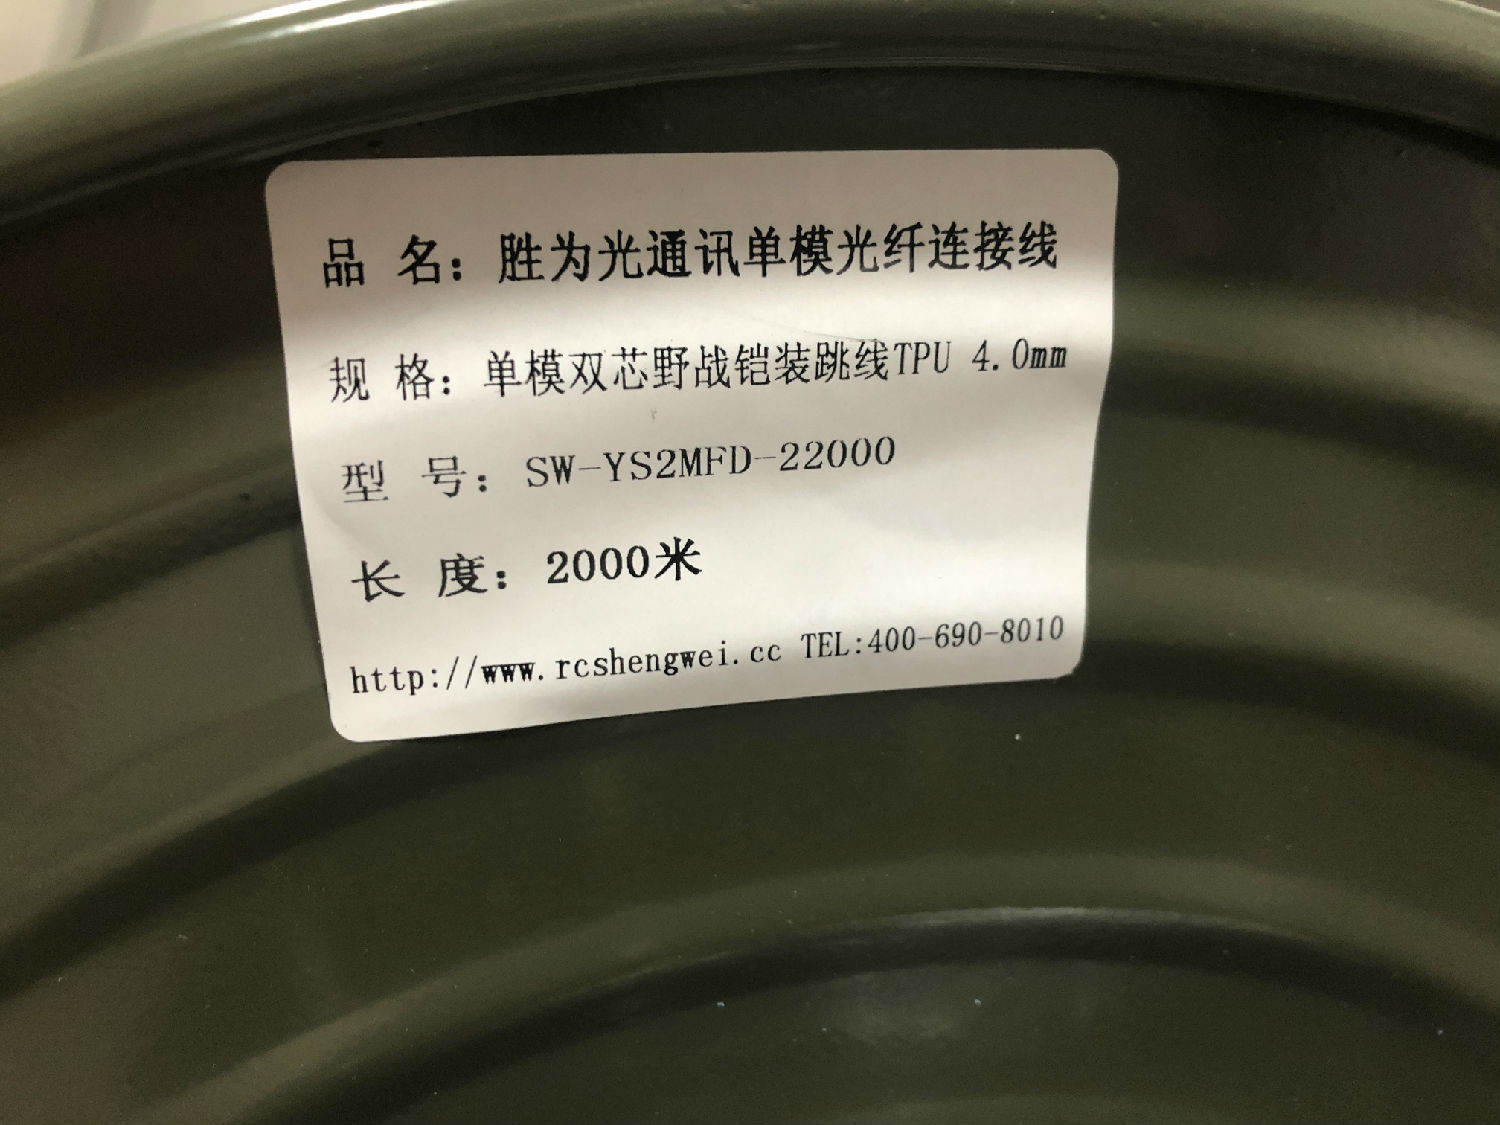 品 名：胜为光通讯单模光纤连接线
规 格：单模双芯野战铠装跳线TPU 4.0mm
型 号：SW-YS2MFD-22000
长 度：2000米
http://www.rcshengwei.cc TEL:400-690-8010